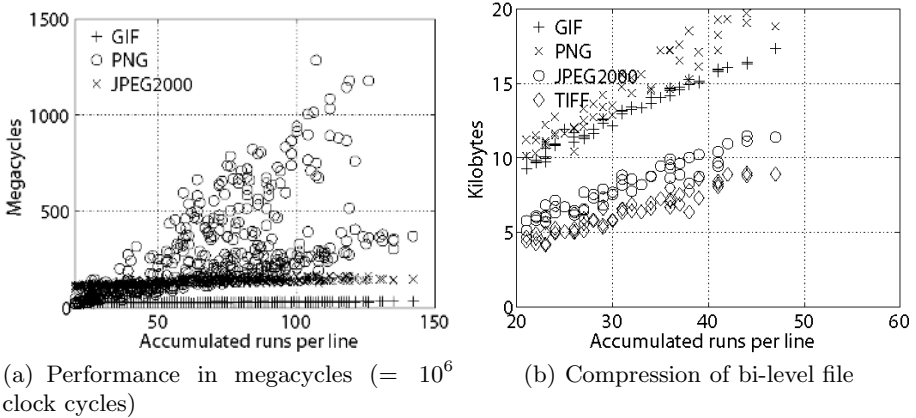 1500
1000
500
0
Megacycles
+ GIF
○ PNG
× JPEG2000
50
100
150
Accumulated runs per line
(a) Performance in megacycles (= 10⁶
clock cycles)
20
15
10
5
0
Kilobytes
+ GIF
× PNG
○ JPEG2000
◇ TIFF
20
30
40
50
60
Accumulated runs per line
(b) Compression of bi-level file